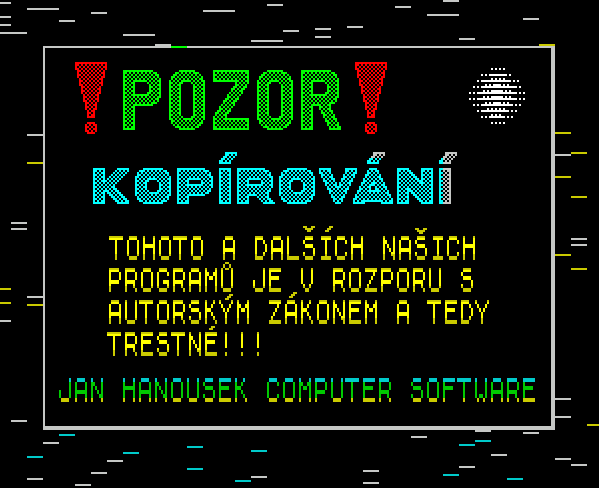 !POZOR!
KOPÍROVÁNÍ
TOHOTO A DALŠÍCH NAŠICH
PROGRAMŮ JE V ROZPORU S
AUTORSKÝM ZÁKONEM A TEDY
TRESTNÉ!!!
JAN HANOUSEK COMPUTER SOFTWARE